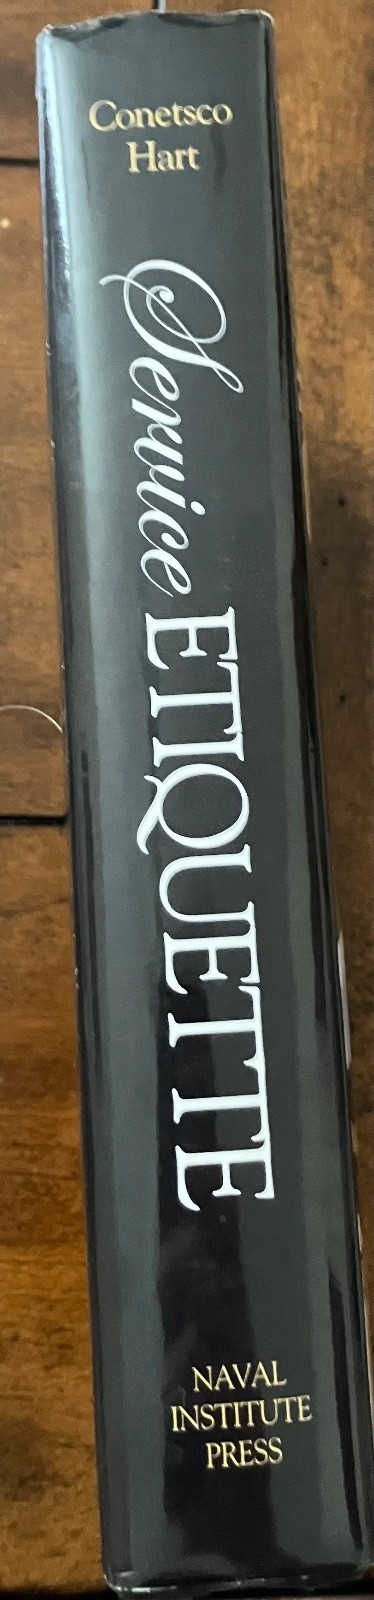 Conetsco
Hart
Service ETIQUETTE
NAVAL
INSTITUTE
PRESS